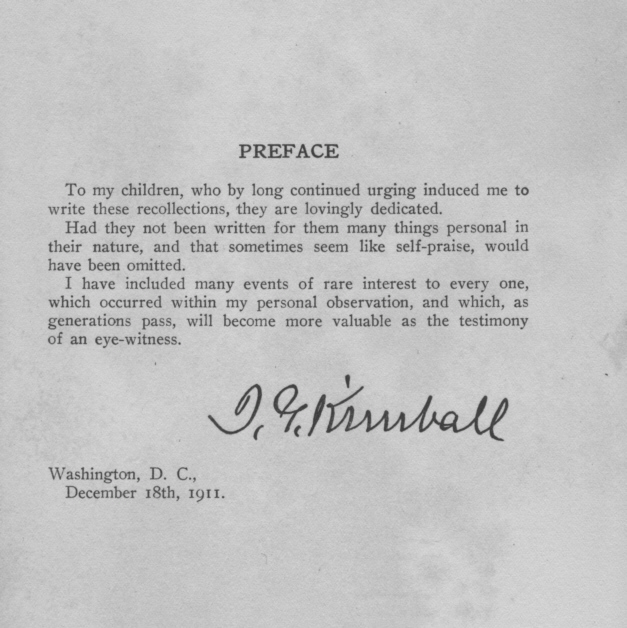 PREFACE
To my children, who by long continued urging induced me to
write these recollections, they are lovingly dedicated.
Had they not been written for them many things personal in
their nature, and that sometimes seem like self-praise, would
have been omitted.
I have included many events of rare interest to every one,
which occurred within my personal observation, and which, as
generations pass, will become more valuable as the testimony
of an eye-witness.
Kimball
Washington, D. C.,
December 18th, 1911.